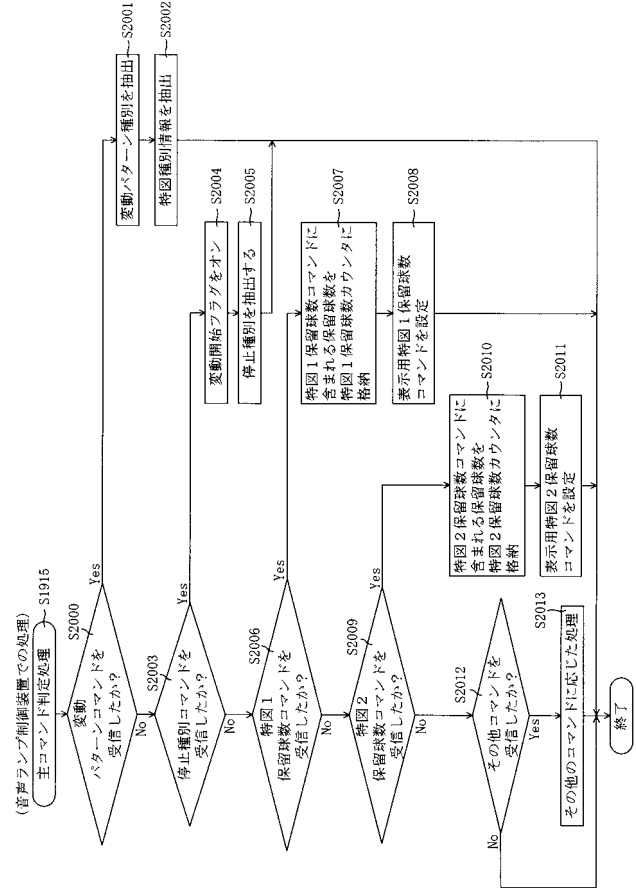 (音声ランプ制御装置での処理)
主コマンド判定処理
S1915
変動
パターンコマンドを
受信したか?
S2000
Yes
No
変動パターン種別を抽出
S2001
特図種別情報を抽出
S2002
停止種別コマンドを
受信したか?
S2003
Yes
No
変動開始フラグをオン
S2004
停止種別を抽出する
S2005
特図1
保留球数コマンドを
受信したか?
S2006
Yes
No
特図1保留球数コマンドに
含まれる保留球数を
特図1保留球数カウンタに
格納
S2007
表示用特図1保留球数
コマンドを設定
S2008
特図2
保留球数コマンドを
受信したか?
S2009
Yes
No
特図2保留球数コマンドに
含まれる保留球数を
特図2保留球数カウンタに
格納
S2010
表示用特図2保留球数
コマンドを設定
S2011
その他コマンドを
受信したか?
S2012
Yes
No
その他のコマンドに応じた処理
S2013
終了